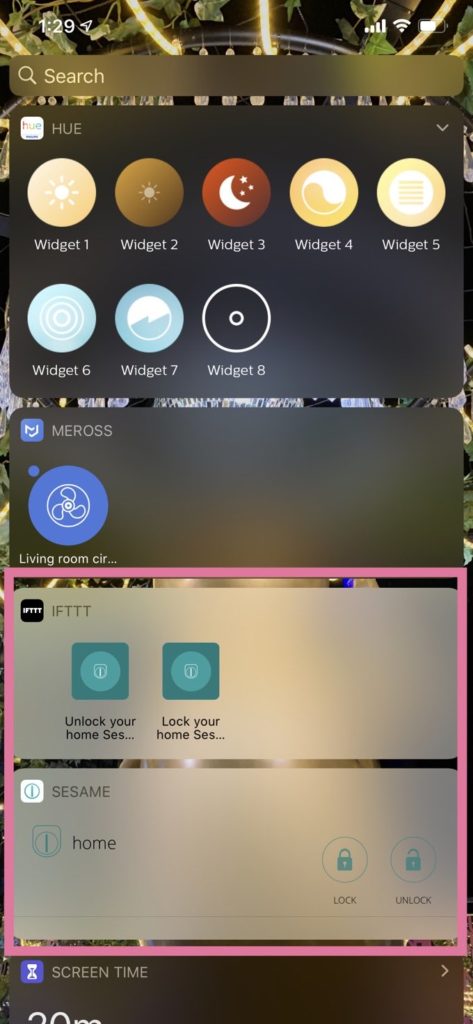 1:29
Search
hue
HUE
Widget 1
Widget 2
Widget 3
Widget 4
Widget 5
Widget 6
Widget 7
Widget 8
MEROSS
Living room cir...
IFTTT
IFTTT
Unlock your
home Ses...
Lock your
home Ses...
SESAME
home
LOCK
UNLOCK
SCREEN TIME
20m